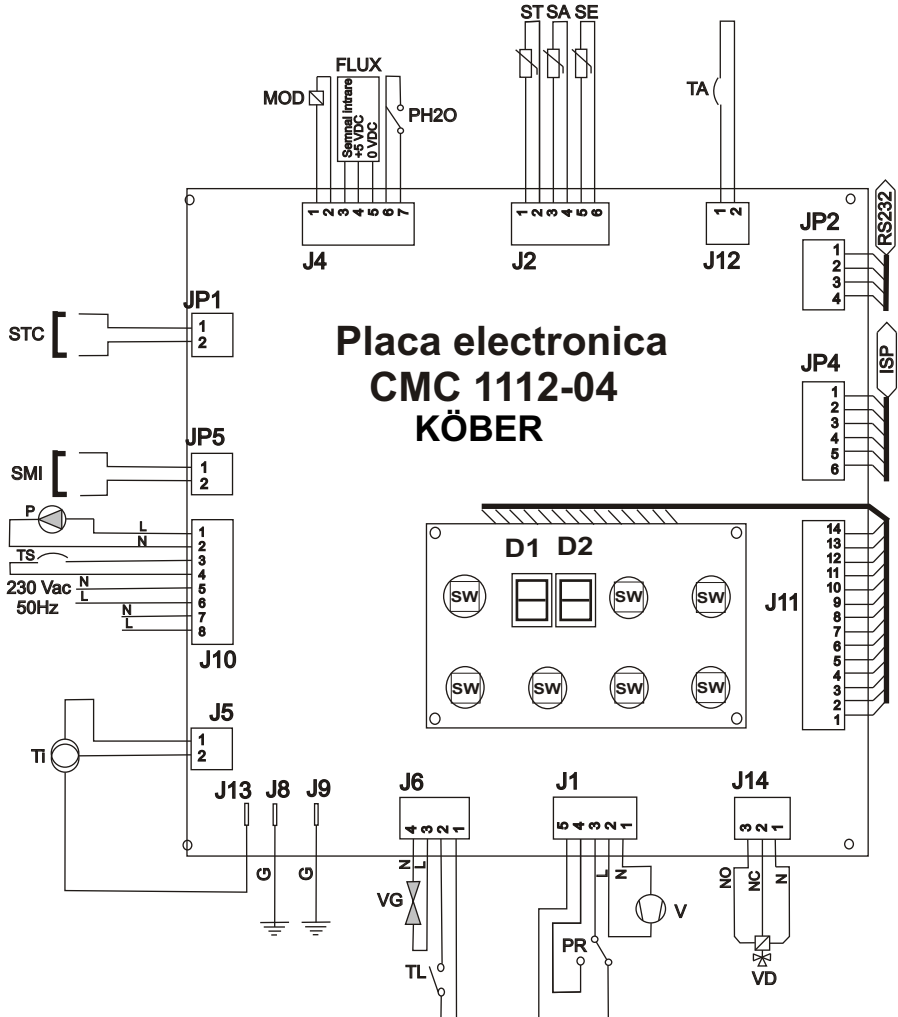 ST SA SE
FLUX
MOD
Semnal intrare
+5 VDC
0 VDC
PH2O
TA
1 2 3 4 5 6 7
J4
1 2 3 4 5 6
J2
1 2
J12
RS232
JP2
1
2
3
4
JP1
STC
1
2
Placa electronica
CMC 1112-04
KÖBER
ISP
JP4
1
2
3
4
5
6
JP5
SMI
1
2
P
L
N
TS
230 Vac
50Hz
N
L
N
L
1
2
3
4
5
6
7
8
J10
D1 D2
SW SW SW
SW SW SW SW
J11
14
13
12
11
10
9
8
7
6
5
4
3
2
1
J5
Ti
1
2
J13 J8 J9
G G
J6
4 3 2 1
N L
VG
TL
J1
5 4 3 2 1
L N
V
PR
J14
3 2 1
NO NC N
VD